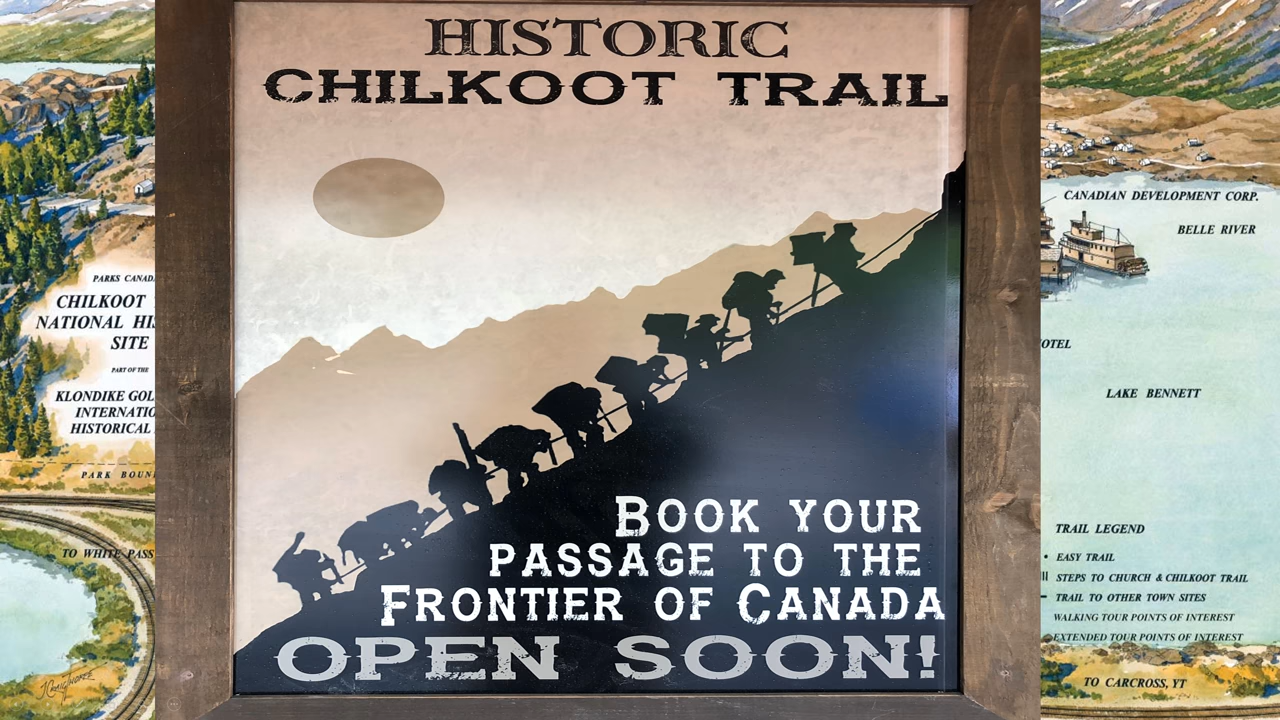 HISTORIC
CHILKOOT TRAIL
BOOK YOUR
PASSAGE TO THE
FRONTIER OF CANADA
OPEN SOON!
PARKS CANADA
CHILKOOT
NATIONAL HIS
SITE
PART OF THE
KLONDIKE GOL
INTERNATIO
HISTORICAL
PARK BOUN
TO WHITE PASS
CANADIAN DEVELOPMENT CORP.
BELLE RIVER
OTEL
LAKE BENNETT
TRAIL LEGEND
EASY TRAIL
STEPS TO CHURCH & CHILKOOT TRAIL
TRAIL TO OTHER TOWN SITES
WALKING TOUR POINTS OF INTEREST
EXTENDED TOUR POINTS OF INTEREST
TO CARCROSS, YT